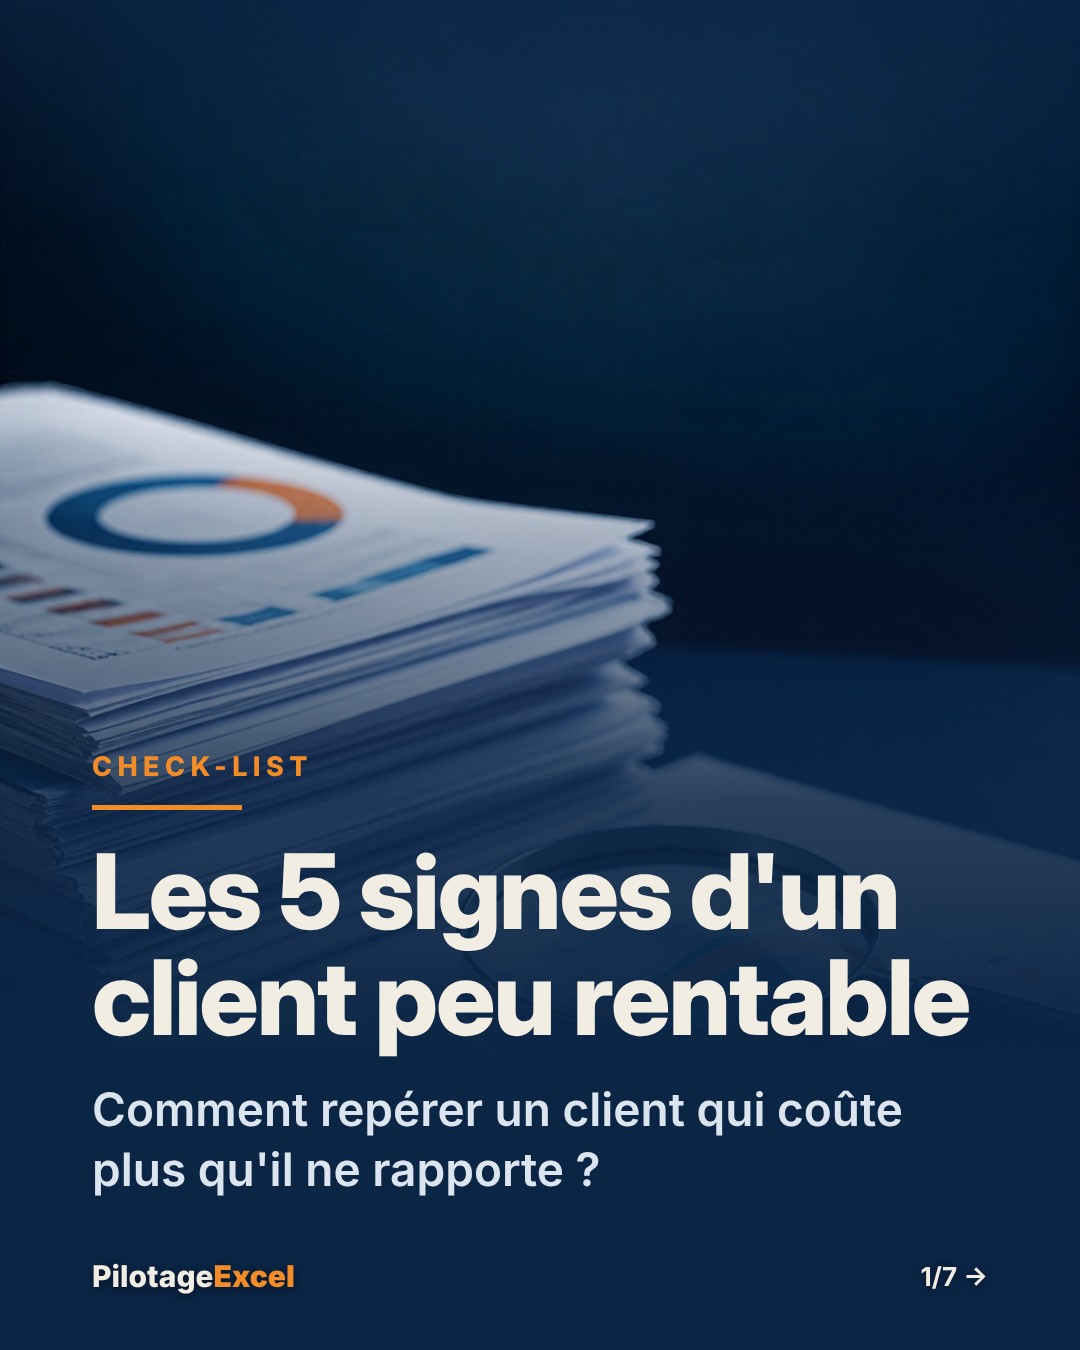 CHECK-LIST
Les 5 signes d'un
client peu rentable
Comment repérer un client qui coûte
plus qu'il ne rapporte ?
PilotageExcel
1/7 →